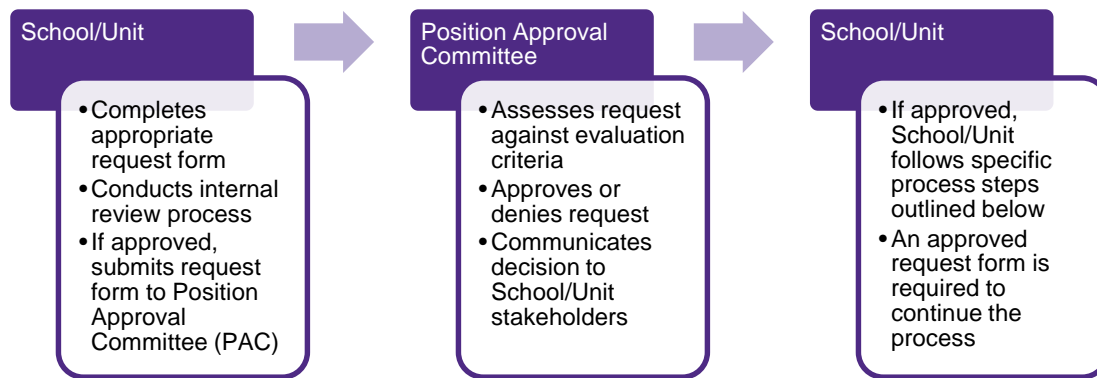 School/Unit
• Completes
appropriate
request form
• Conducts internal
review process
• If approved,
submits request
form to Position
Approval
Committee (PAC)
Position Approval
Committee
• Assesses request
against evaluation
criteria
• Approves or
denies request
• Communicates
decision to
School/Unit
stakeholders
School/Unit
• If approved,
School/Unit
follows specific
process steps
outlined below
• An approved
request form is
required to
continue the
process